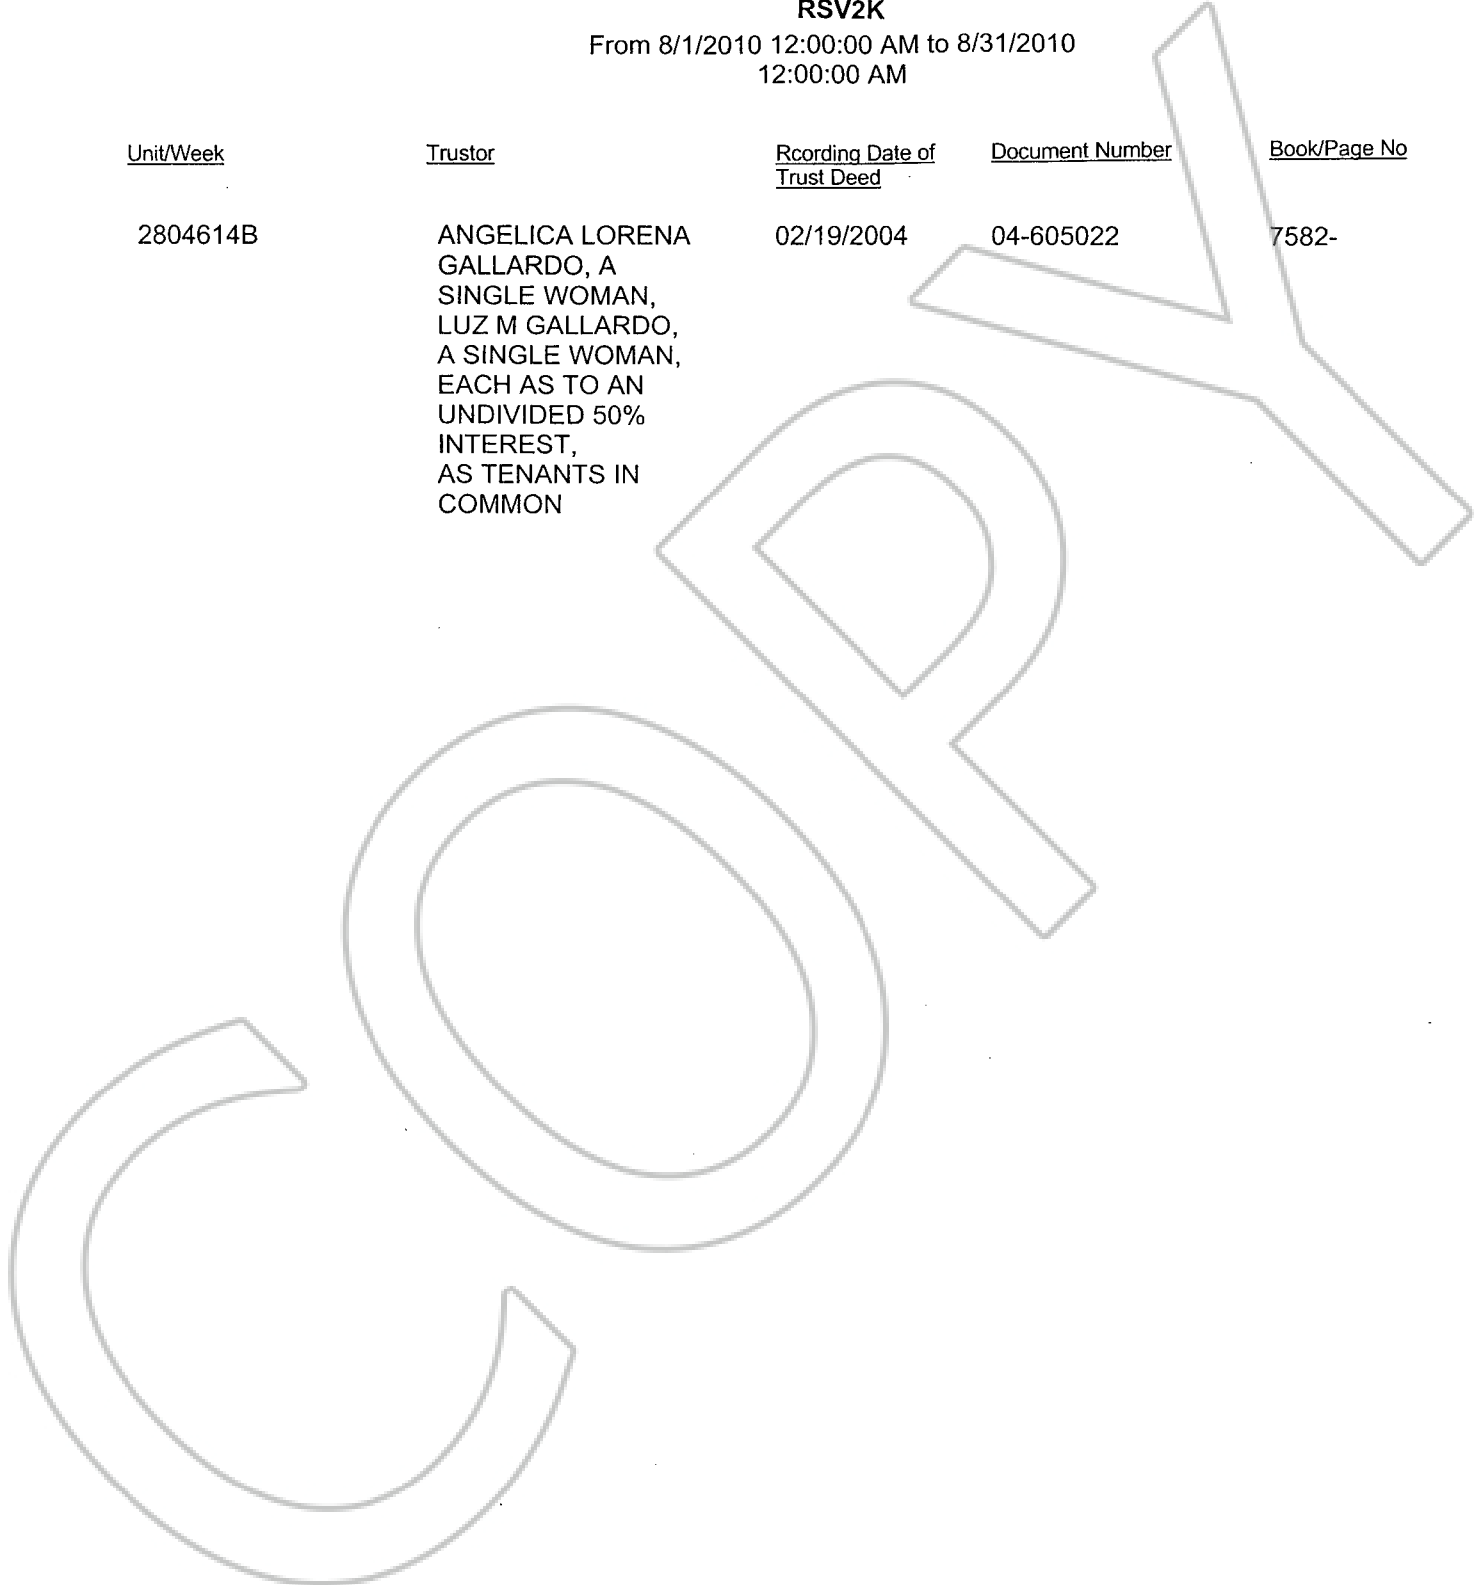 RSV2K
From 8/1/2010 12:00:00 AM to 8/31/2010
12:00:00 AM
Unit/Week Trustor Rcording Date of Document Number Book/Page No
Trust Deed
2804614B ANGELICA LORENA 02/19/2004 04-605022 7582-
GALLARDO, A
SINGLE WOMAN,
LUZ M GALLARDO,
A SINGLE WOMAN,
EACH AS TO AN
UNDIVIDED 50%
INTEREST,
AS TENANTS IN
COMMON
COPY